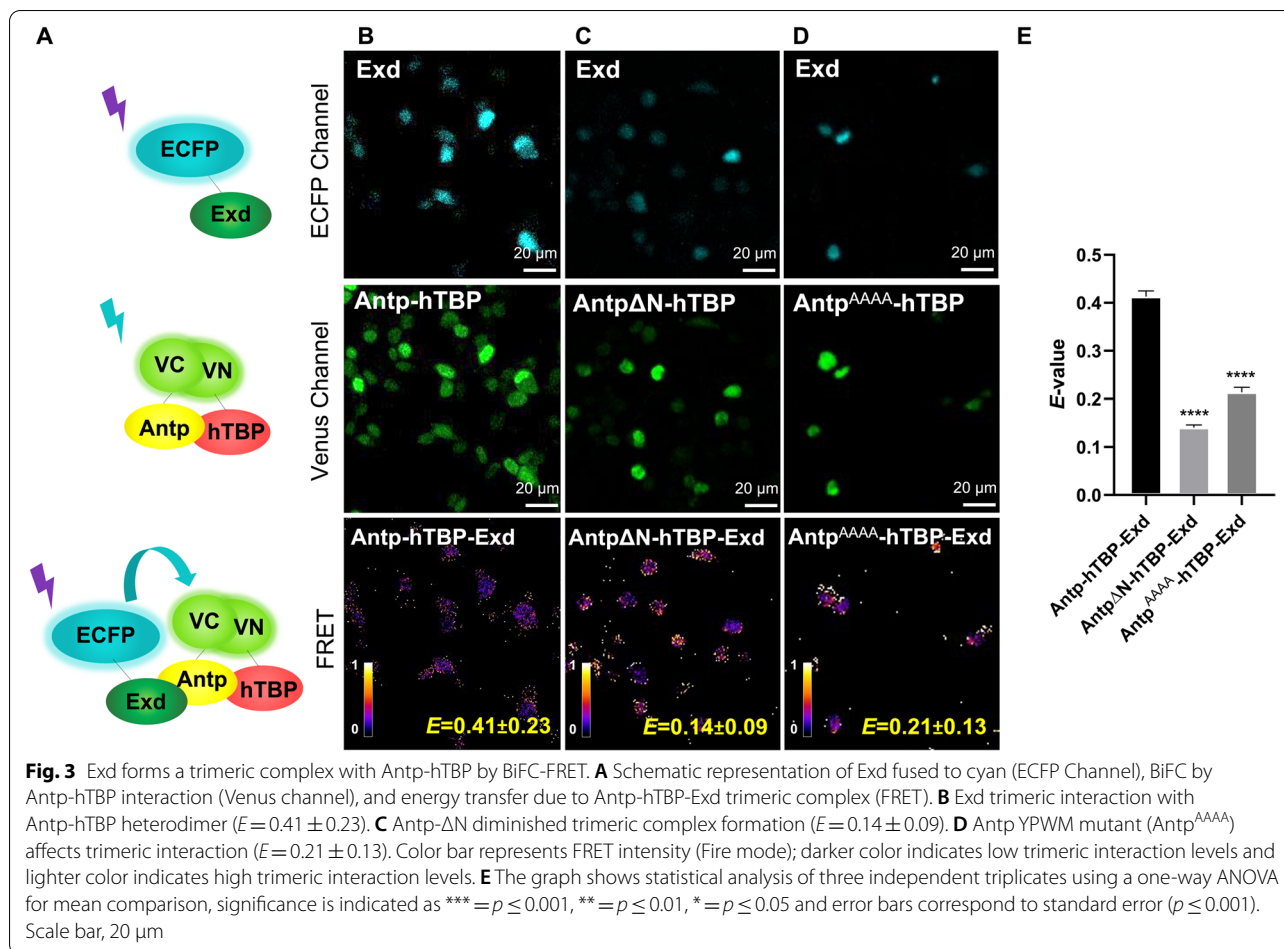 A
B
C
D
E
ECFP
Exd
VC
VN
Antp
hTBP
ECFP
VC
VN
Antp
Exd
hTBP
ECFP Channel
Exd
20 µm
Exd
20 µm
Exd
20 µm
Venus Channel
Antp-hTBP
20 µm
AntpΔN-hTBP
20 µm
Antp^AAAA-hTBP
20 µm
FRET
Antp-hTBP-Exd
1
0
E=0.41±0.23
AntpΔN-hTBP-Exd
1
0
E=0.14±0.09
Antp^AAAA-hTBP-Exd
1
0
E=0.21±0.13
E-value
0.5
0.4
0.3
0.2
0.1
0.0
****
****
Antp-hTBP-Exd
AntpΔN-hTBP-Exd
Antp^AAAA-hTBP-Exd
Fig. 3 Exd forms a trimeric complex with Antp-hTBP by BiFC-FRET. A Schematic representation of Exd fused to cyan (ECFP Channel), BiFC by
Antp-hTBP interaction (Venus channel), and energy transfer due to Antp-hTBP-Exd trimeric complex (FRET). B Exd trimeric interaction with
Antp-hTBP heterodimer (E = 0.41 ± 0.23). C Antp-ΔN diminished trimeric complex formation (E = 0.14 ± 0.09). D Antp YPWM mutant (Antp^AAAA)
affects trimeric interaction (E = 0.21 ± 0.13). Color bar represents FRET intensity (Fire mode); darker color indicates low trimeric interaction levels and
lighter color indicates high trimeric interaction levels. E The graph shows statistical analysis of three independent triplicates using a one-way ANOVA
for mean comparison, significance is indicated as *** = p ≤ 0.001, ** = p ≤ 0.01, * = p ≤ 0.05 and error bars correspond to standard error (p ≤ 0.001).
Scale bar, 20 µm